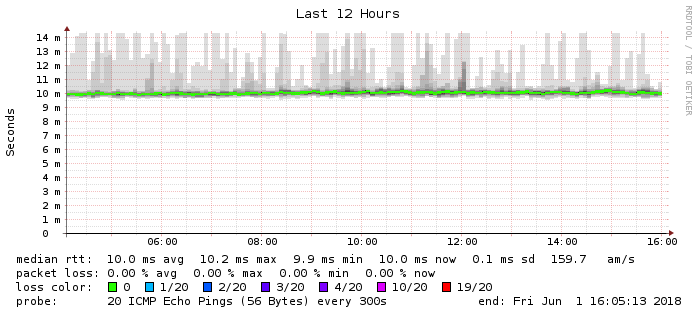 Last 12 Hours
RRDTOOL / TOBI OETIKER
Seconds
14 m
13 m
12 m
11 m
10 m
9 m
8 m
7 m
6 m
5 m
4 m
3 m
2 m
1 m
0
06:00 08:00 10:00 12:00 14:00 16:00
median rtt: 10.0 ms avg 10.2 ms max 9.9 ms min 10.0 ms now 0.1 ms sd 159.7 am/s
packet loss: 0.00 % avg 0.00 % max 0.00 % min 0.00 % now
loss color: 0 1/20 2/20 3/20 4/20 10/20 19/20
probe: 20 ICMP Echo Pings (56 Bytes) every 300s end: Fri Jun 1 16:05:13 2018